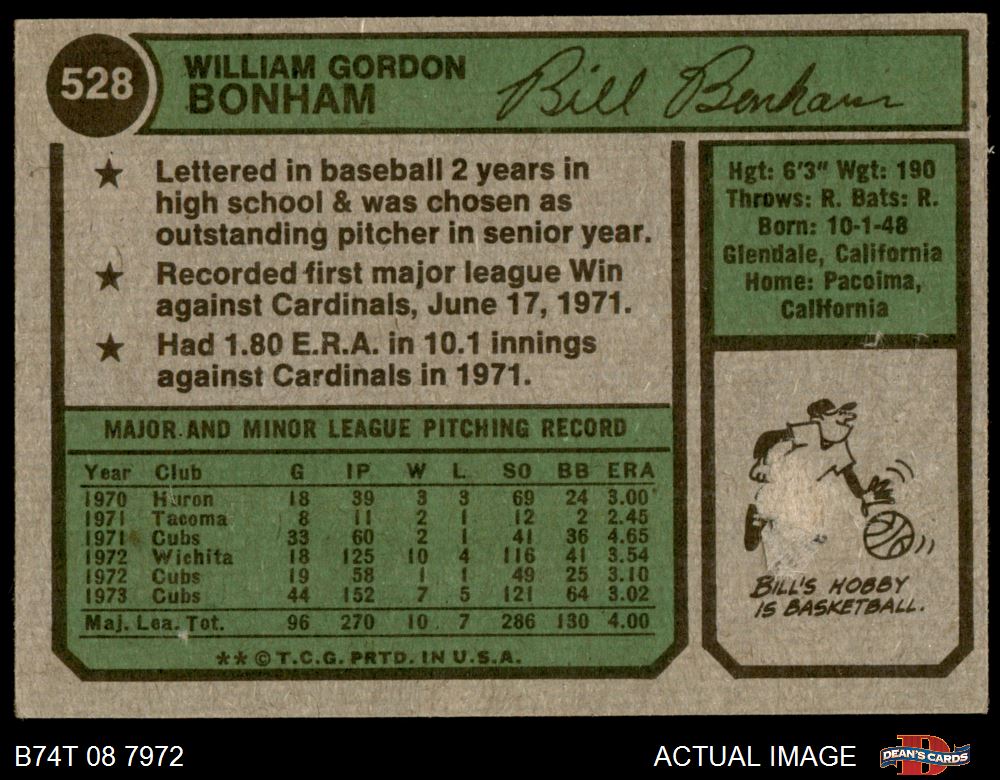 528
WILLIAM GORDON
BONHAM
Bill Bonham
★ Lettered in baseball 2 years in
high school & was chosen as
outstanding pitcher in senior year.
★ Recorded first major league Win
against Cardinals, June 17, 1971.
★ Had 1.80 E.R.A. in 10.1 innings
against Cardinals in 1971.
Hgt: 6'3" Wgt: 190
Throws: R. Bats: R.
Born: 10-1-48
Glendale, California
Home: Pacoima,
California
MAJOR AND MINOR LEAGUE PITCHING RECORD
Year Club G IP W L SO BB ERA
1970 Huron 18 39 3 3 69 24 3.00
1971 Tacoma 8 11 2 1 12 2 2.45
1971 Cubs 33 60 2 1 41 36 4.65
1972 Wichita 18 125 10 4 116 41 3.54
1972 Cubs 19 58 1 1 49 25 3.10
1973 Cubs 44 152 7 5 121 64 3.02
Maj. Lea. Tot. 96 270 10 7 286 130 4.00
** © T.C.G. PRTD. IN U.S.A.
BILL'S HOBBY
IS BASKETBALL.
B74T 08 7972
ACTUAL IMAGE
DEAN'S CARDS